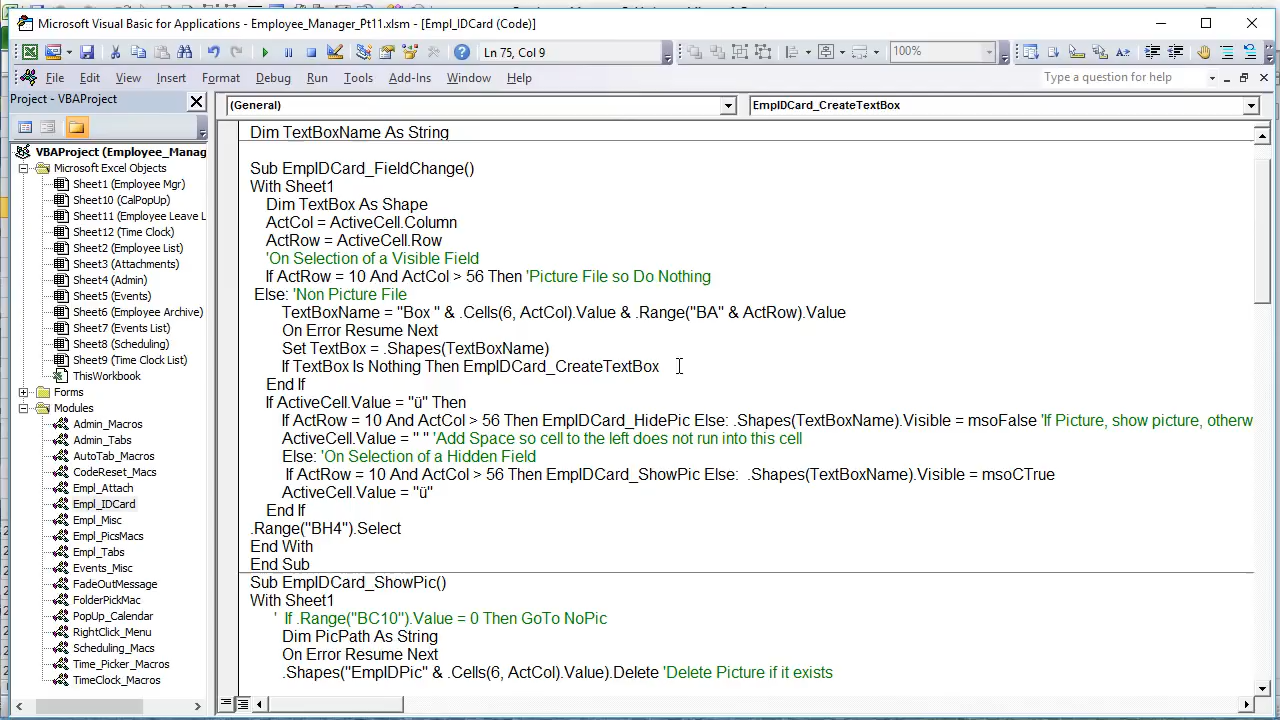 Microsoft Visual Basic for Applications - Employee_Manager_Pt11.xlsm - [Empl_IDCard (Code)]
Ln 75, Col 9
100%
File Edit View Insert Format Debug Run Tools Add-Ins Window Help
Type a question for help
Project - VBAProject
(General)
EmplDCard_CreateTextBox
VBAProject (Employee_Manag
Microsoft Excel Objects
Sheet1 (Employee Mgr)
Sheet10 (CalPopUp)
Sheet11 (Employee Leave L
Sheet12 (Time Clock)
Sheet2 (Employee List)
Sheet3 (Attachments)
Sheet4 (Admin)
Sheet5 (Events)
Sheet6 (Employee Archive)
Sheet7 (Events List)
Sheet8 (Scheduling)
Sheet9 (Time Clock List)
ThisWorkbook
Forms
Modules
Admin_Macros
Admin_Tabs
AutoTab_Macros
CodeReset_Macs
Empl_Attach
Empl_IDCard
Empl_Misc
Empl_PicsMacs
Empl_Tabs
Events_Misc
FadeOutMessage
FolderPickMac
PopUp_Calendar
RightClick_Menu
Scheduling_Macs
Time_Picker_Macros
TimeClock_Macros
Dim TextBoxName As String
Sub EmplDCard_FieldChange()
With Sheet1
Dim TextBox As Shape
ActCol = ActiveCell.Column
ActRow = ActiveCell.Row
'On Selection of a Visible Field
If ActRow = 10 And ActCol > 56 Then 'Picture File so Do Nothing
Else: 'Non Picture File
TextBoxName = "Box " & .Cells(6, ActCol).Value & .Range("BA" & ActRow).Value
On Error Resume Next
Set TextBox = .Shapes(TextBoxName)
If TextBox Is Nothing Then EmplDCard_CreateTextBox
End If
If ActiveCell.Value = "ü" Then
If ActRow = 10 And ActCol > 56 Then EmplDCard_HidePic Else: .Shapes(TextBoxName).Visible = msoFalse 'If Picture, show picture, otherw
ActiveCell.Value = " " 'Add Space so cell to the left does not run into this cell
Else: 'On Selection of a Hidden Field
If ActRow = 10 And ActCol > 56 Then EmplDCard_ShowPic Else: .Shapes(TextBoxName).Visible = msoCTrue
ActiveCell.Value = "ü"
End If
.Range("BH4").Select
End With
End Sub
Sub EmplDCard_ShowPic()
With Sheet1
' If .Range("BC10").Value = 0 Then GoTo NoPic
Dim PicPath As String
On Error Resume Next
.Shapes("EmplDPic" & .Cells(6, ActCol).Value).Delete 'Delete Picture if it exists